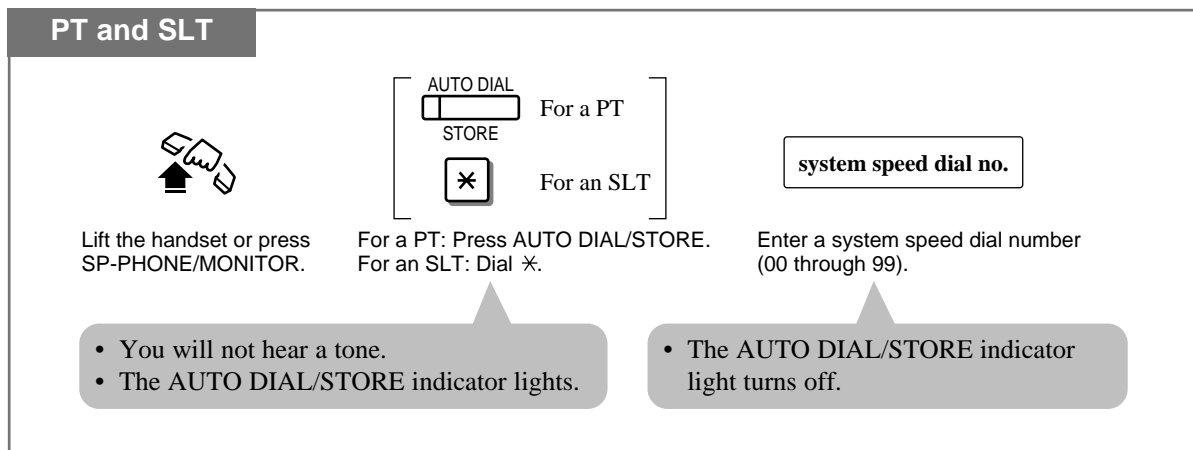 PT and SLT
AUTO DIAL
For a PT
STORE
✳
For an SLT
system speed dial no.
Lift the handset or press
SP-PHONE/MONITOR.
For a PT: Press AUTO DIAL/STORE.
For an SLT: Dial ✳.
Enter a system speed dial number
(00 through 99).
• You will not hear a tone.
• The AUTO DIAL/STORE indicator lights.
• The AUTO DIAL/STORE indicator
light turns off.